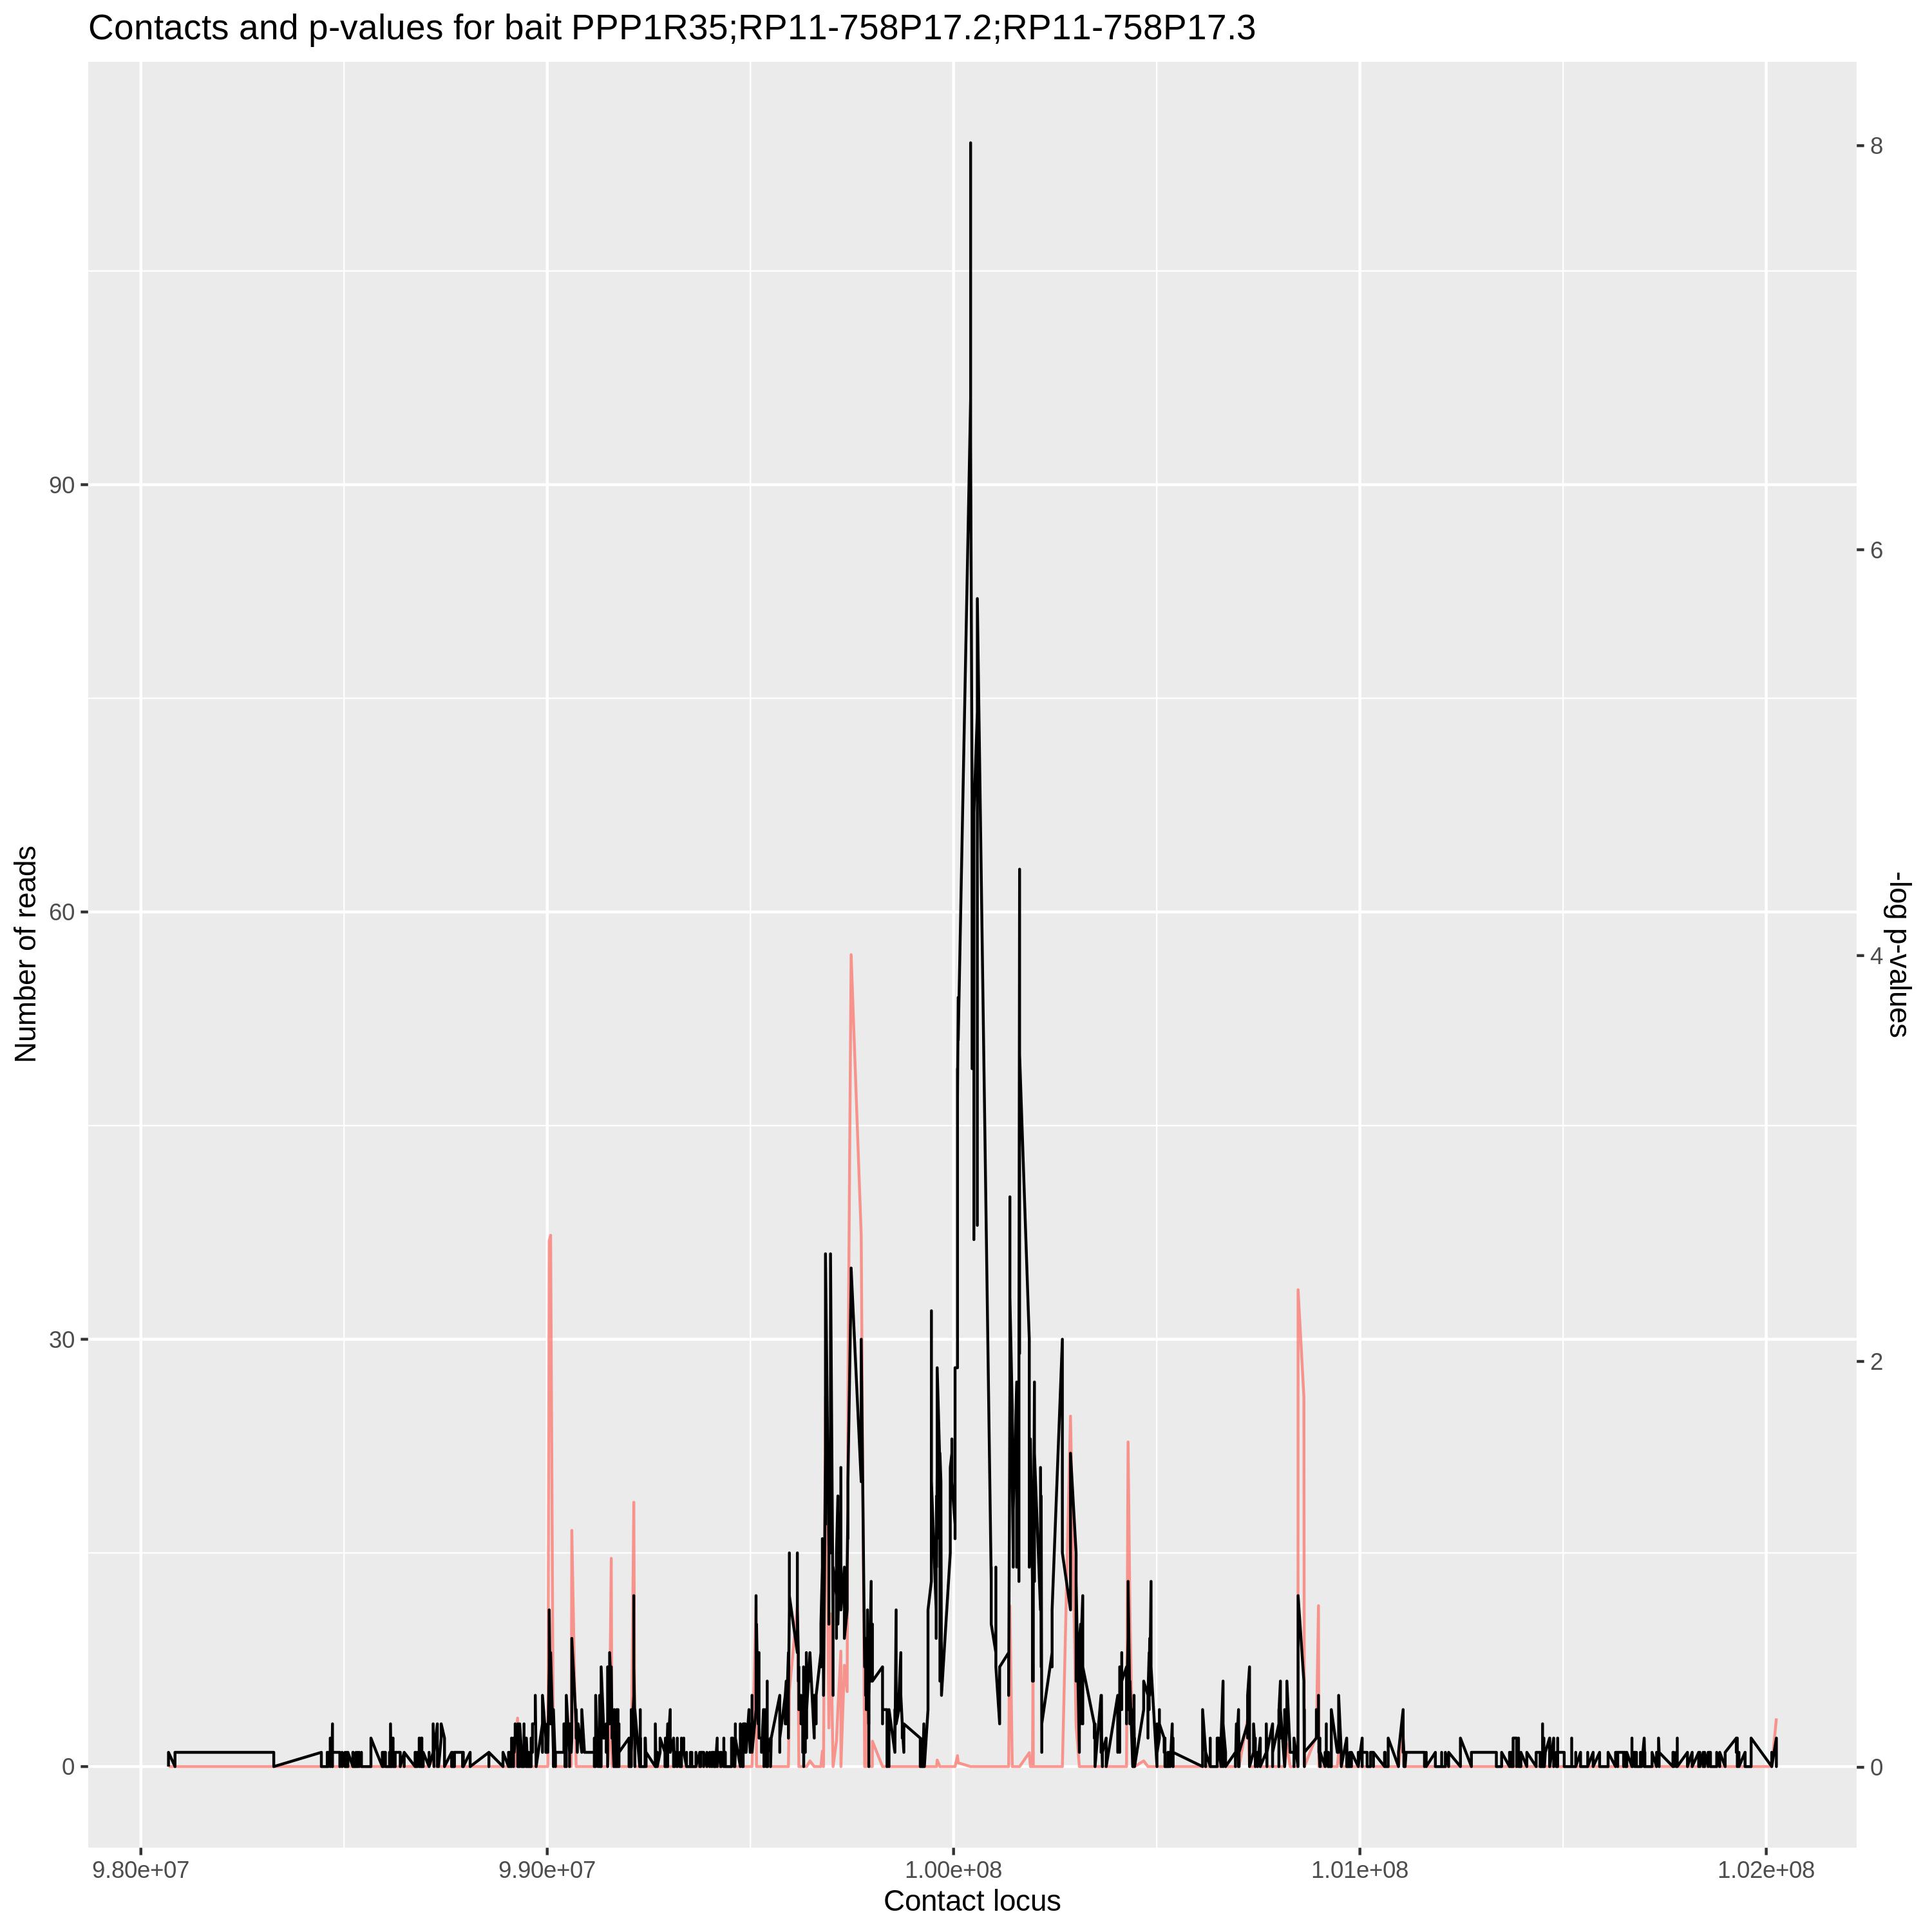 Contacts and p-values for bait PPP1R35;RP11-758P17.2;RP11-758P17.3
Number of reads
90
60
30
0
8
6
4
2
0
-log p-values
9.80e+07
9.90e+07
1.00e+08
1.01e+08
1.02e+08
Contact locus